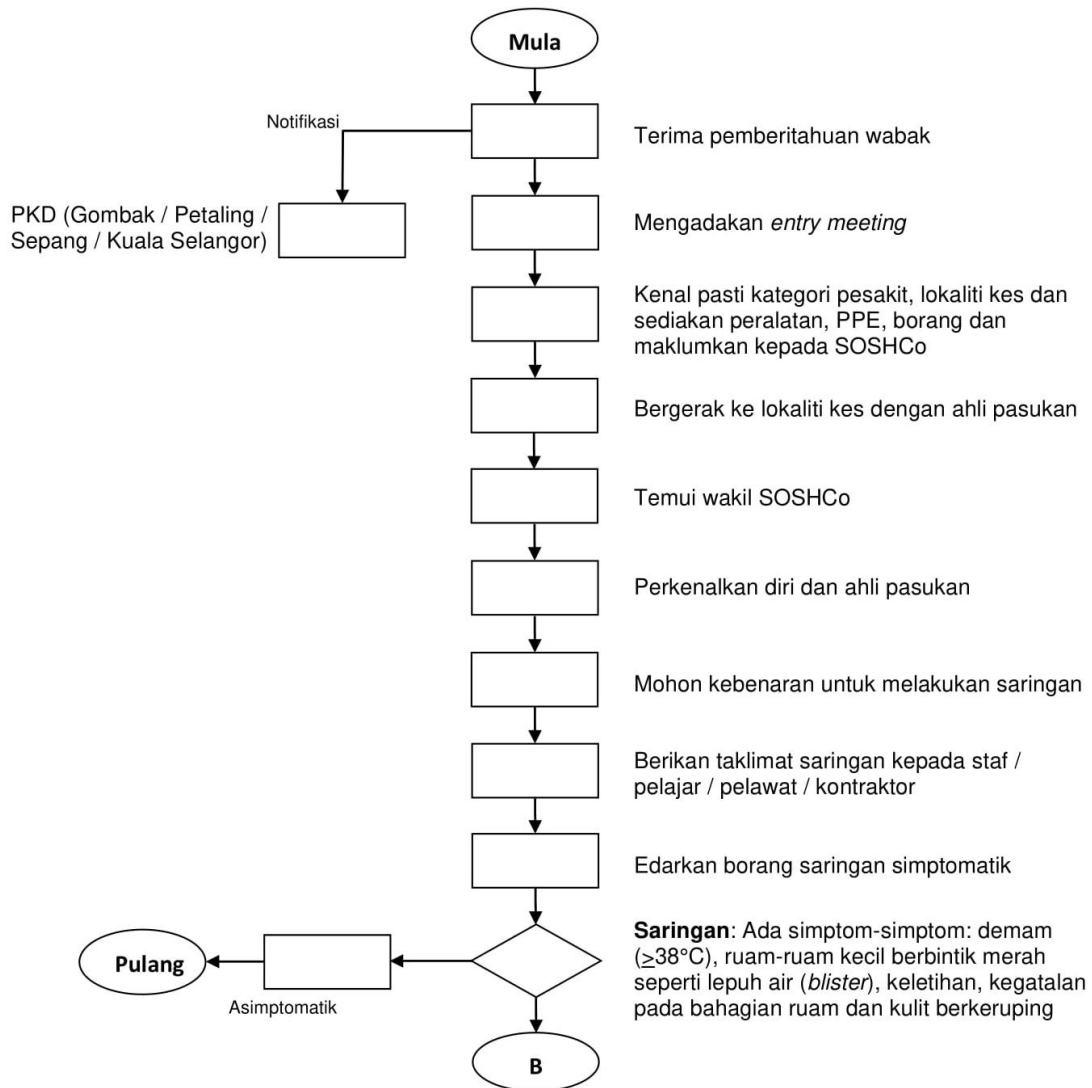 Mula
Notifikasi
Terima pemberitahuan wabak
PKD (Gombak / Petaling /
Sepang / Kuala Selangor)
Mengadakan entry meeting
Kenal pasti kategori pesakit, lokaliti kes dan
sediakan peralatan, PPE, borang dan
maklumkan kepada SOSHCo
Bergerak ke lokaliti kes dengan ahli pasukan
Temui wakil SOSHCo
Perkenalkan diri dan ahli pasukan
Mohon kebenaran untuk melakukan saringan
Berikan taklimat saringan kepada staf /
pelajar / pelawat / kontraktor
Edarkan borang saringan simptomatik
Saringan: Ada simptom-simptom: demam
(≥38°C), ruam-ruam kecil berbintik merah
seperti lepuh air (blister), keletihan, kegatalan
pada bahagian ruam dan kulit berkeruping
Pulang
Asimptomatik
B